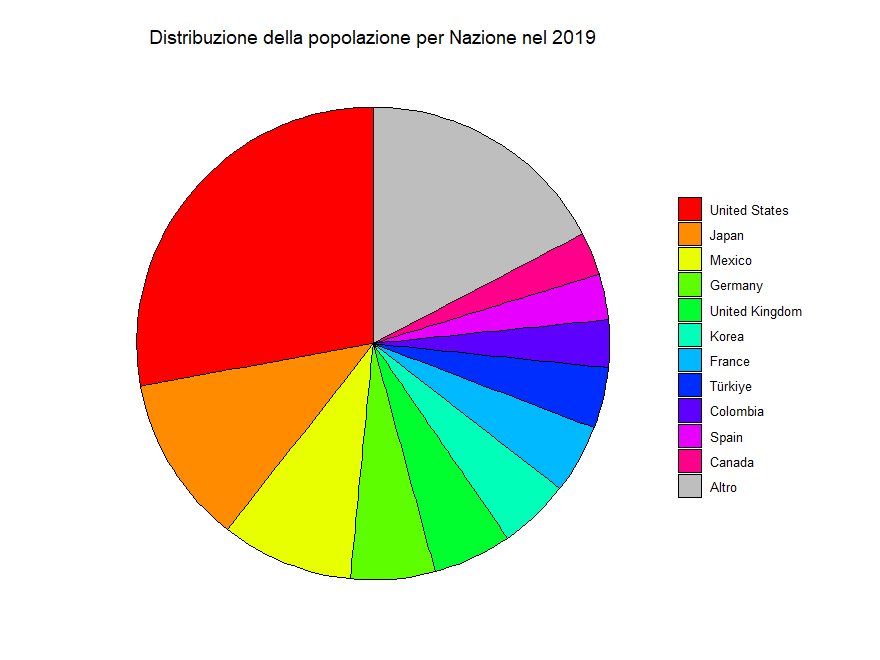 Distribuzione della popolazione per Nazione nel 2019
United States
Japan
Mexico
Germany
United Kingdom
Korea
France
Türkiye
Colombia
Spain
Canada
Altro